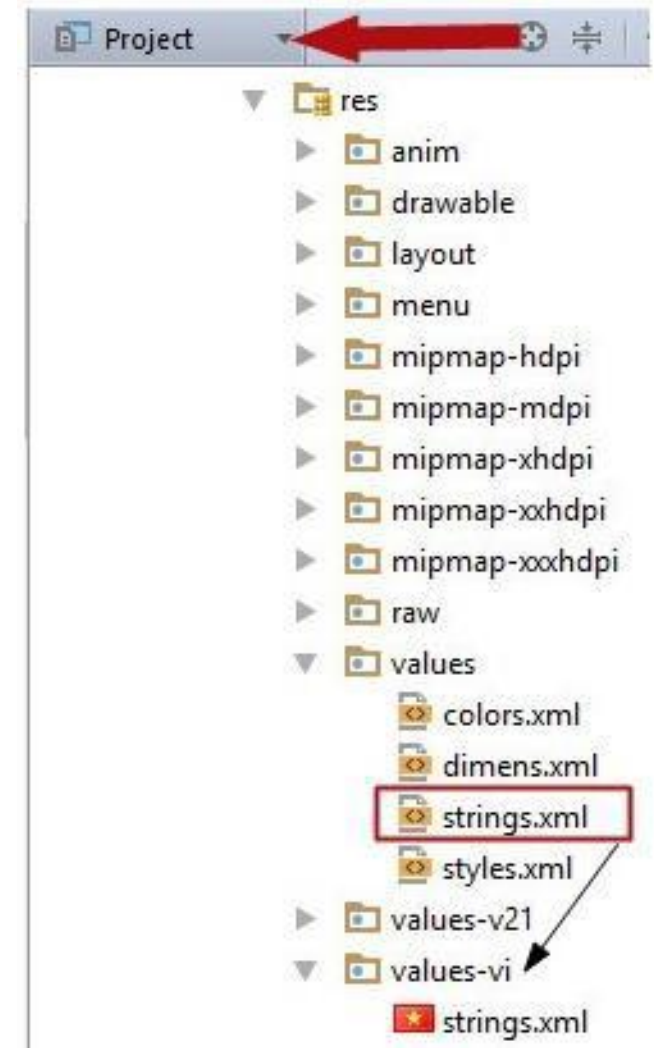 Project
res
anim
drawable
layout
menu
mipmap-hdpi
mipmap-mdpi
mipmap-xhdpi
mipmap-xxhdpi
mipmap-xxxhdpi
raw
values
colors.xml
dimens.xml
strings.xml
styles.xml
values-v21
values-vi
strings.xml